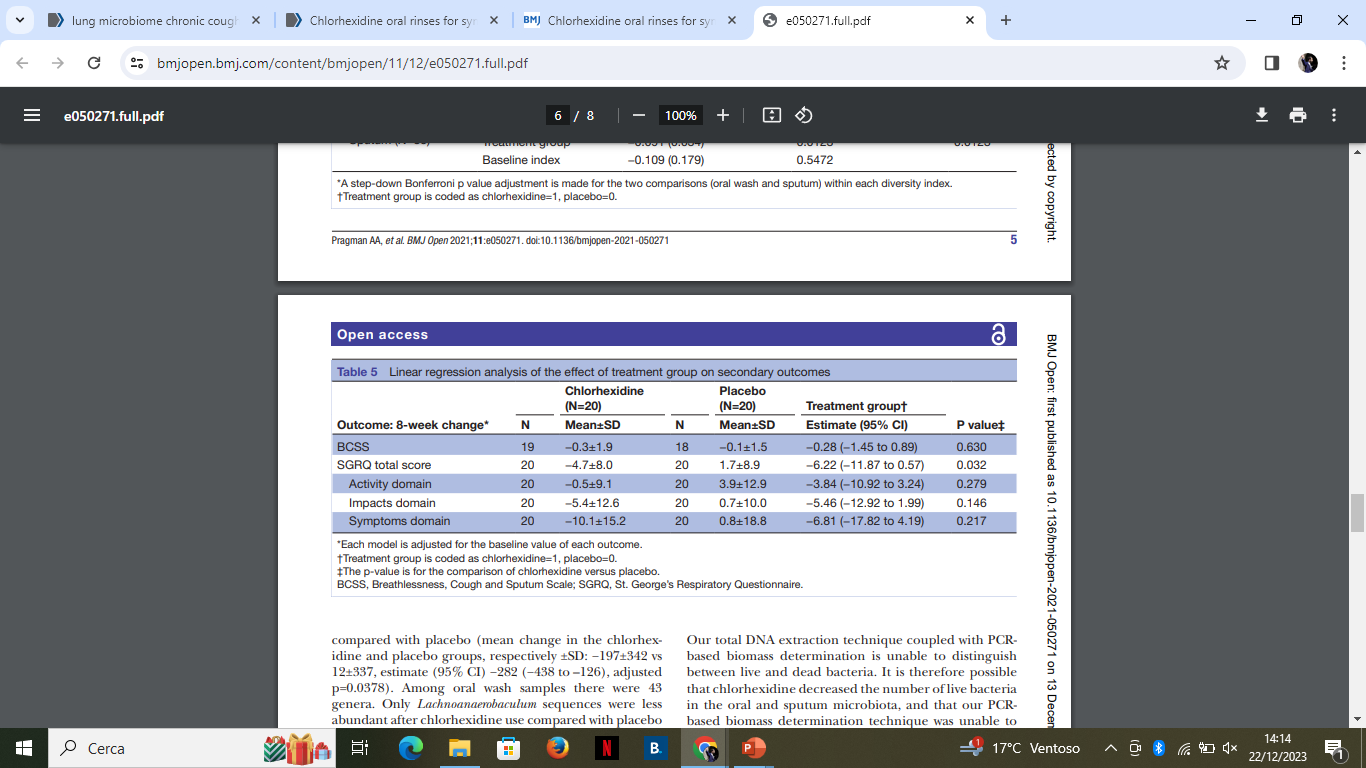 lung microbiome chronic coug
Chlorhexidine oral rinses for sy
BMJ Chlorhexidine oral rinses for sy
e050271.full.pdf
bmjopen.bmj.com/content/bmjopen/11/12/e050271.full.pdf
e050271.full.pdf
6 / 8
100%
Baseline index −0.109 (0.179) 0.5472
*A step-down Bonferroni p value adjustment is made for the two comparisons (oral wash and sputum) within each diversity index.
†Treatment group is coded as chlorhexidine=1, placebo=0.
ected by copyright.
Pragman AA, et al. BMJ Open 2021;11:e050271. doi:10.1136/bmjopen-2021-050271 5
Open access
BMJ Open: first published as 10.1136/bmjopen-2021-050271 on 13 Decem
Table 5 Linear regression analysis of the effect of treatment group on secondary outcomes
Chlorhexidine Placebo
(N=20) (N=20) Treatment group†
Outcome: 8-week change* N Mean±SD N Mean±SD Estimate (95% CI) P value‡
BCSS 19 −0.3±1.9 18 −0.1±1.5 −0.28 (−1.45 to 0.89) 0.630
SGRQ total score 20 −4.7±8.0 20 1.7±8.9 −6.22 (−11.87 to 0.57) 0.032
Activity domain 20 −0.5±9.1 20 3.9±12.9 −3.84 (−10.92 to 3.24) 0.279
Impacts domain 20 −5.4±12.6 20 0.7±10.0 −5.46 (−12.92 to 1.99) 0.146
Symptoms domain 20 −10.1±15.2 20 0.8±18.8 −6.81 (−17.82 to 4.19) 0.217
*Each model is adjusted for the baseline value of each outcome.
†Treatment group is coded as chlorhexidine=1, placebo=0.
‡The p-value is for the comparison of chlorhexidine versus placebo.
BCSS, Breathlessness, Cough and Sputum Scale; SGRQ, St. George's Respiratory Questionnaire.
compared with placebo (mean change in the chlorhex-
idine and placebo groups, respectively ±SD: −197±342 vs
12±337, estimate (95% CI) −282 (−438 to −126), adjusted
p=0.0378). Among oral wash samples there were 43
genera. Only Lachnoanaerobaculum sequences were less
abundant after chlorhexidine use compared with placebo
Our total DNA extraction technique coupled with PCR-
based biomass determination is unable to distinguish
between live and dead bacteria. It is therefore possible
that chlorhexidine decreased the number of live bacteria
in the oral and sputum microbiota, and that our PCR-
based biomass determination technique was unable to
Cerca
N
B.
P
1
17°C Ventoso
14:14
22/12/2023
1